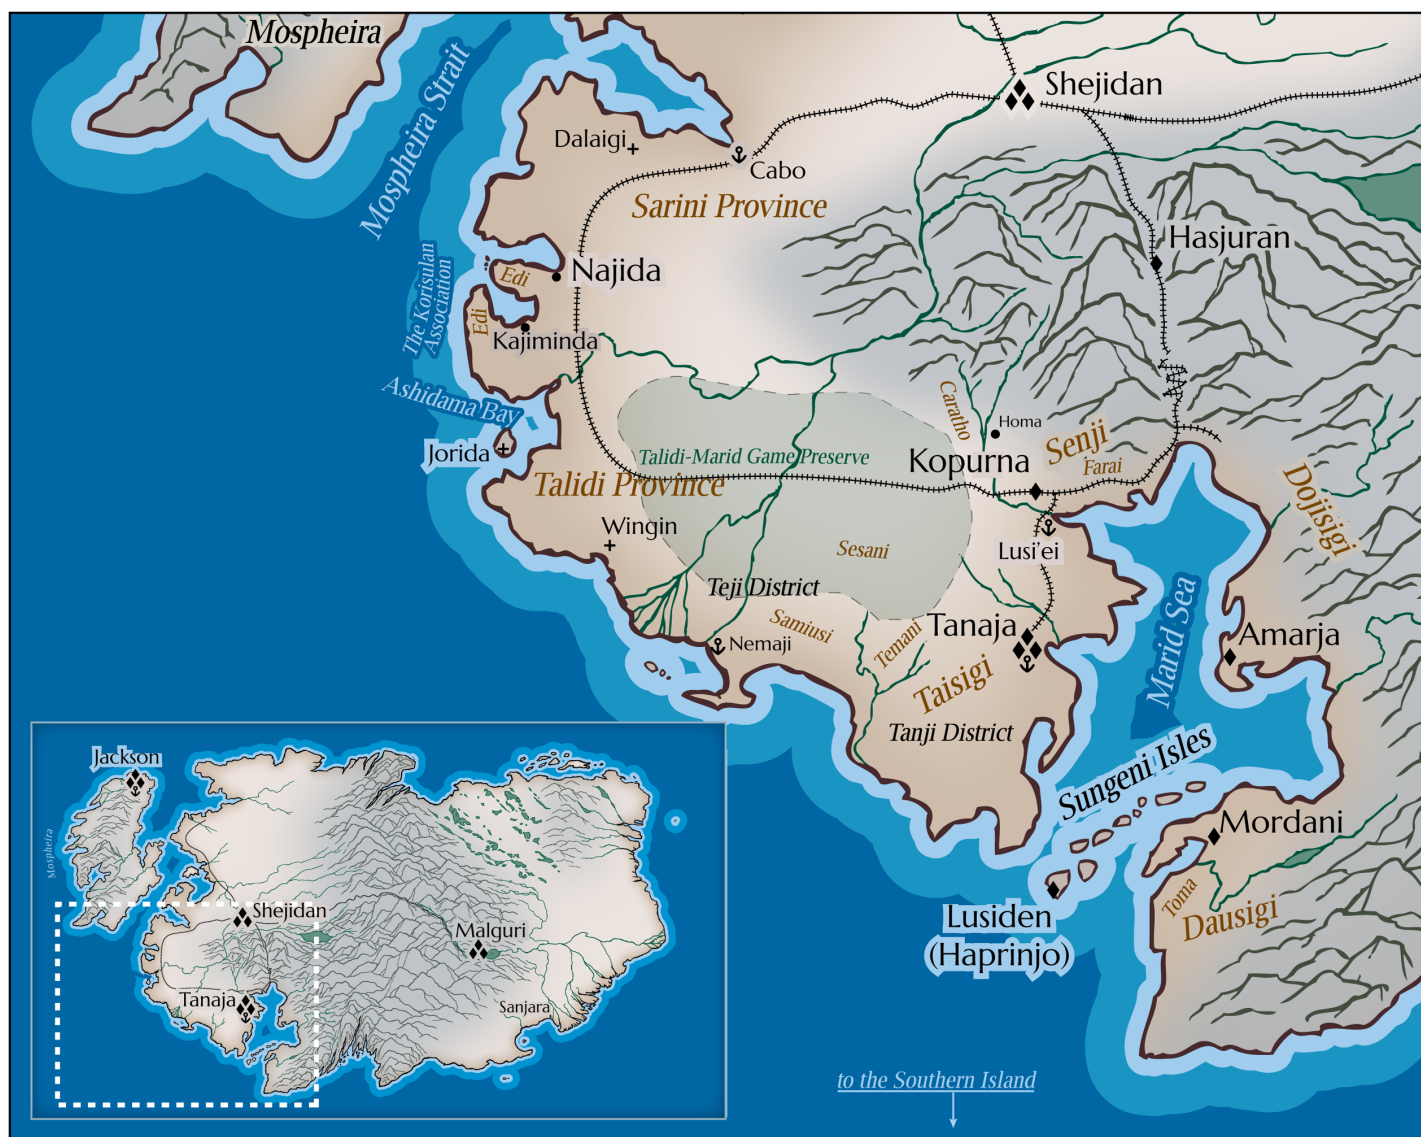 Mospheira
Mospheira Strait
Shejidan
Dalaigi
Cabo
Sarini Province
Hasjuran
Najida
Edi
The Korisulan
Association
Edi
Kajiminda
Ashidama Bay
Caratho
Homa
Jorida
Talidi-Marid Game Preserve
Kopurna
Senji
Farai
Talidi Province
Dojisigi
Wingin
Sesani
Lusi'ei
Teji District
Samiusi
Temani
Tanaja
Marid Sea
Amarja
Nemaji
Taisigi
Tanji District
Sungeni Isles
Mordani
Toma
Dausigi
Lusiden
(Haprinjo)
to the Southern Island
Jackson
Mospheira
Shejidan
Malguri
Tanaja
Sanjara